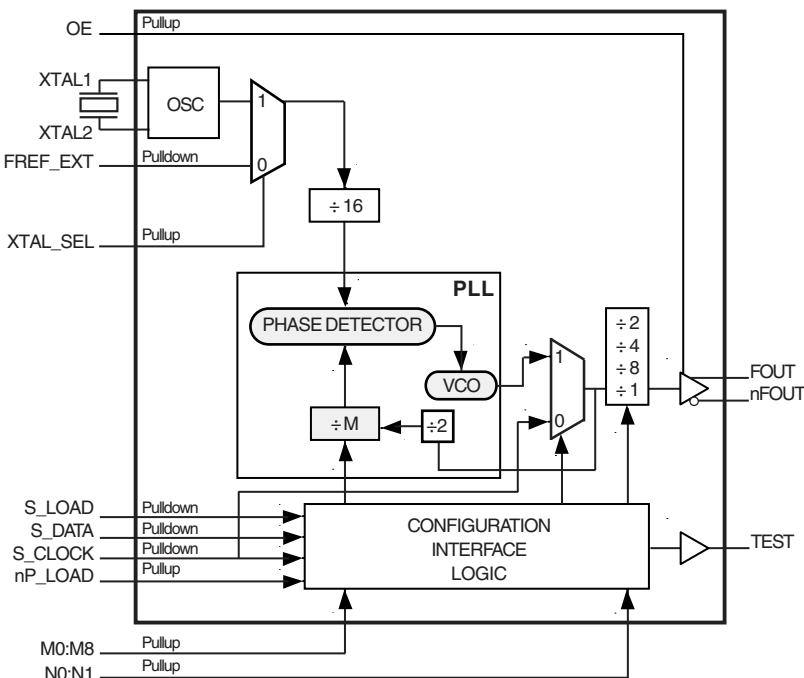 OE
Pullup
XTAL1
OSC
1
XTAL2
FREF_EXT
Pulldown
0
÷ 16
XTAL_SEL
Pullup
PLL
PHASE DETECTOR
÷ 2
÷ 4
÷ 8
÷ 1
1
VCO
FOUT
nFOUT
÷ M
÷2
0
S_LOAD
Pulldown
S_DATA
Pulldown
S_CLOCK
Pulldown
nP_LOAD
Pullup
CONFIGURATION
INTERFACE
LOGIC
TEST
M0:M8
Pullup
N0:N1
Pullup